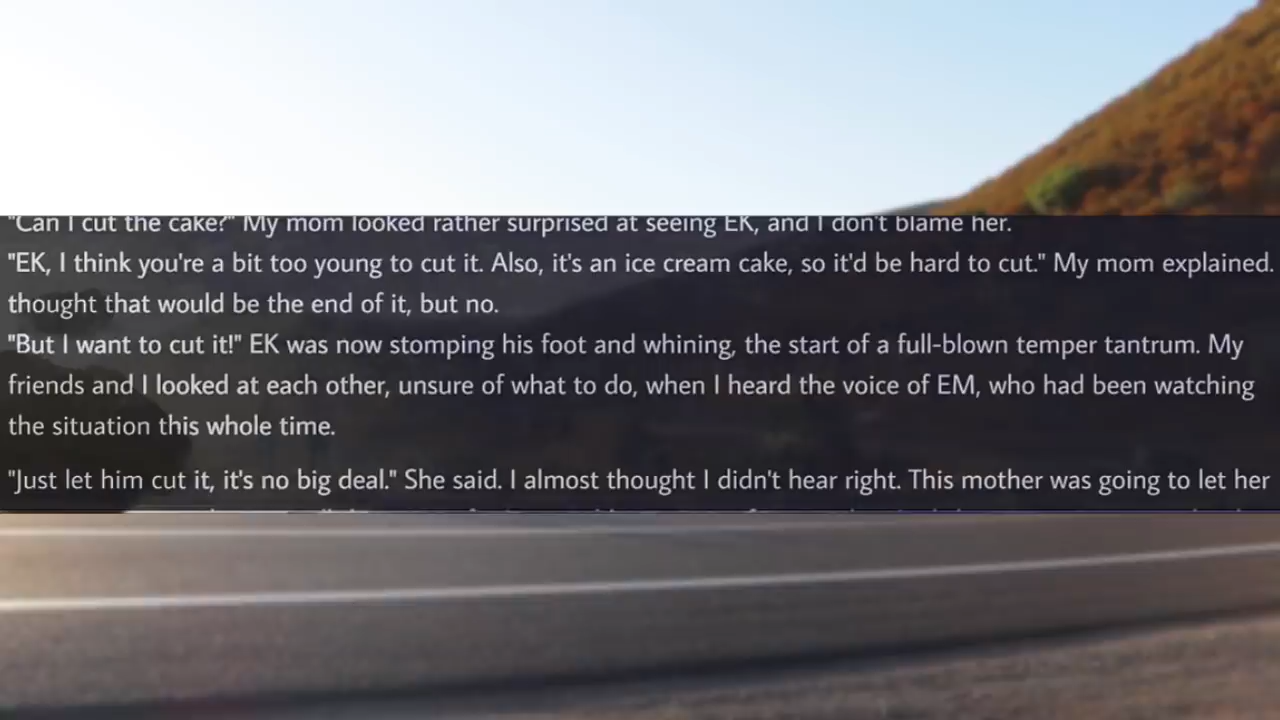 "Can I cut the cake?" My mom looked rather surprised at seeing EK, and I don't blame her.
"EK, I think you're a bit too young to cut it. Also, it's an ice cream cake, so it'd be hard to cut." My mom explained.
thought that would be the end of it, but no.
"But I want to cut it!" EK was now stomping his foot and whining, the start of a full-blown temper tantrum. My
friends and I looked at each other, unsure of what to do, when I heard the voice of EM, who had been watching
the situation this whole time.
"Just let him cut it, it's no big deal." She said. I almost thought I didn't hear right. This mother was going to let her